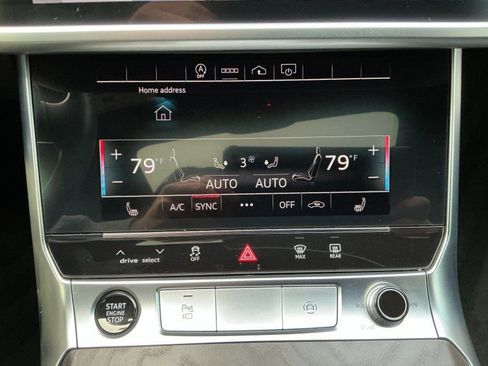 OFF
Home address
79°F 3 79°F
AUTO AUTO
A/C SYNC ••• OFF
drive select OFF MAX REAR
START
ENGINE
STOP